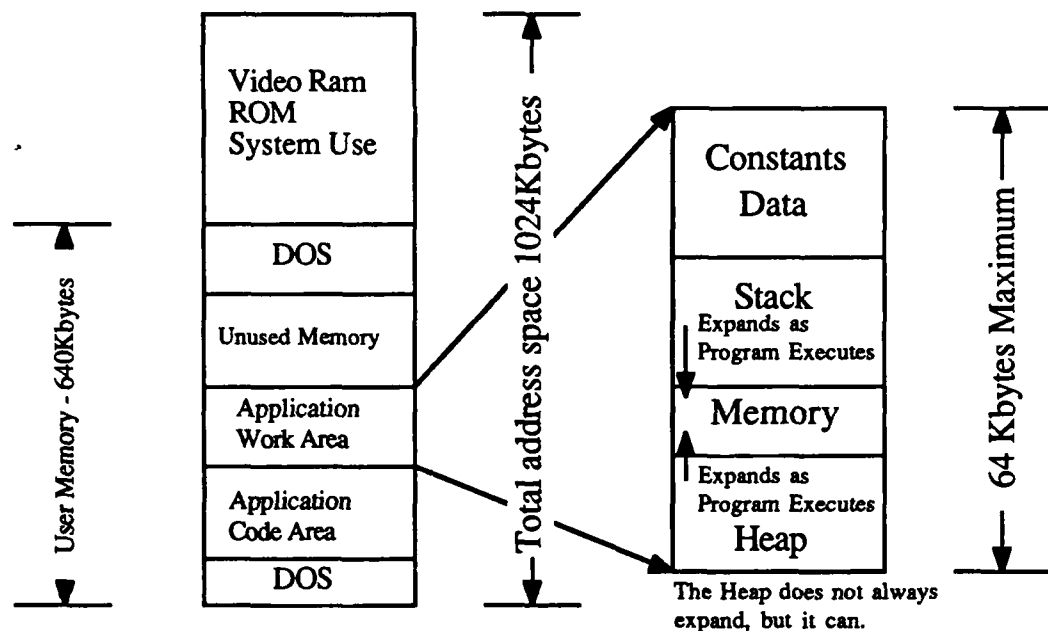 Video Ram
ROM
System Use
DOS
Unused Memory
Application
Work Area
Application
Code Area
DOS
User Memory - 640Kbytes
Total address space 1024Kbytes
Constants
Data
Stack
Expands as
Program Executes
Memory
Expands as
Program Executes
Heap
64 Kbytes Maximum
The Heap does not always
expand, but it can.